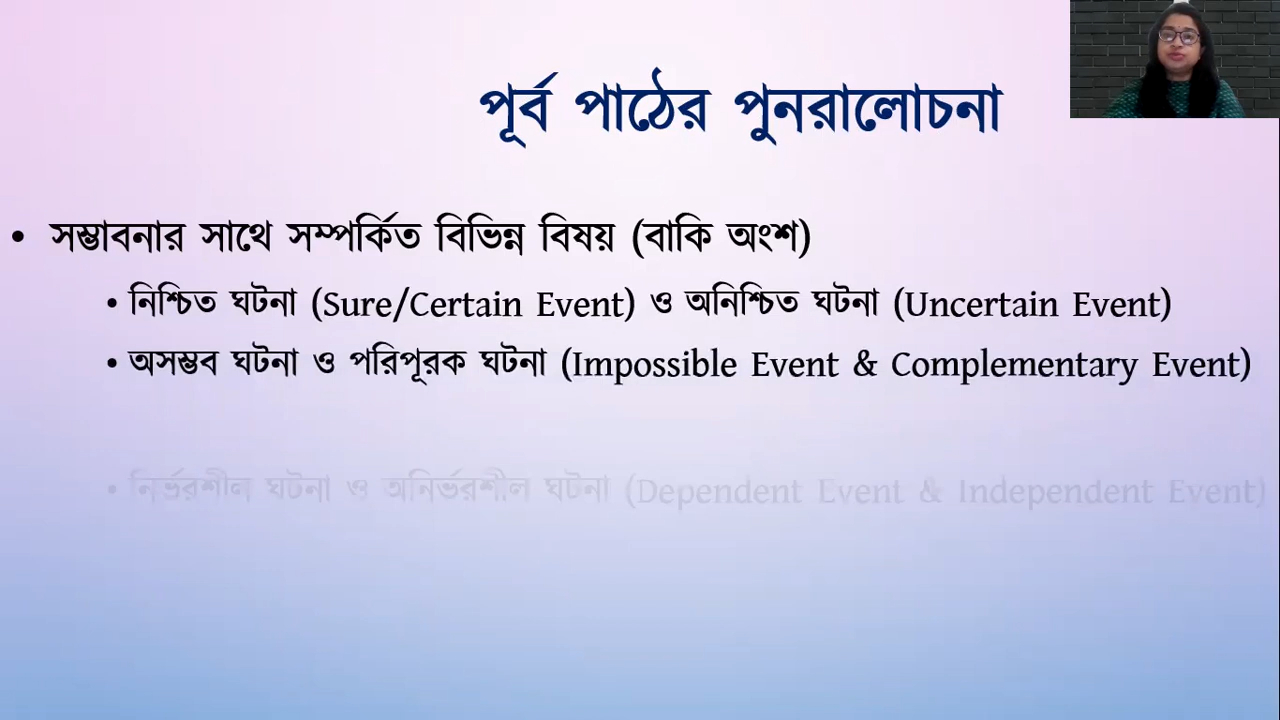 পূর্ব পাঠের পুনরালোচনা
• সম্ভাবনার সাথে সম্পর্কিত বিভিন্ন বিষয় (বাকি অংশ)
• নিশ্চিত ঘটনা (Sure/Certain Event) ও অনিশ্চিত ঘটনা (Uncertain Event)
• অসম্ভব ঘটনা ও পরিপূরক ঘটনা (Impossible Event & Complementary Event)
• নির্ভরশীল ঘটনা ও অনির্ভরশীল ঘটনা (Dependent Event & Independent Event)